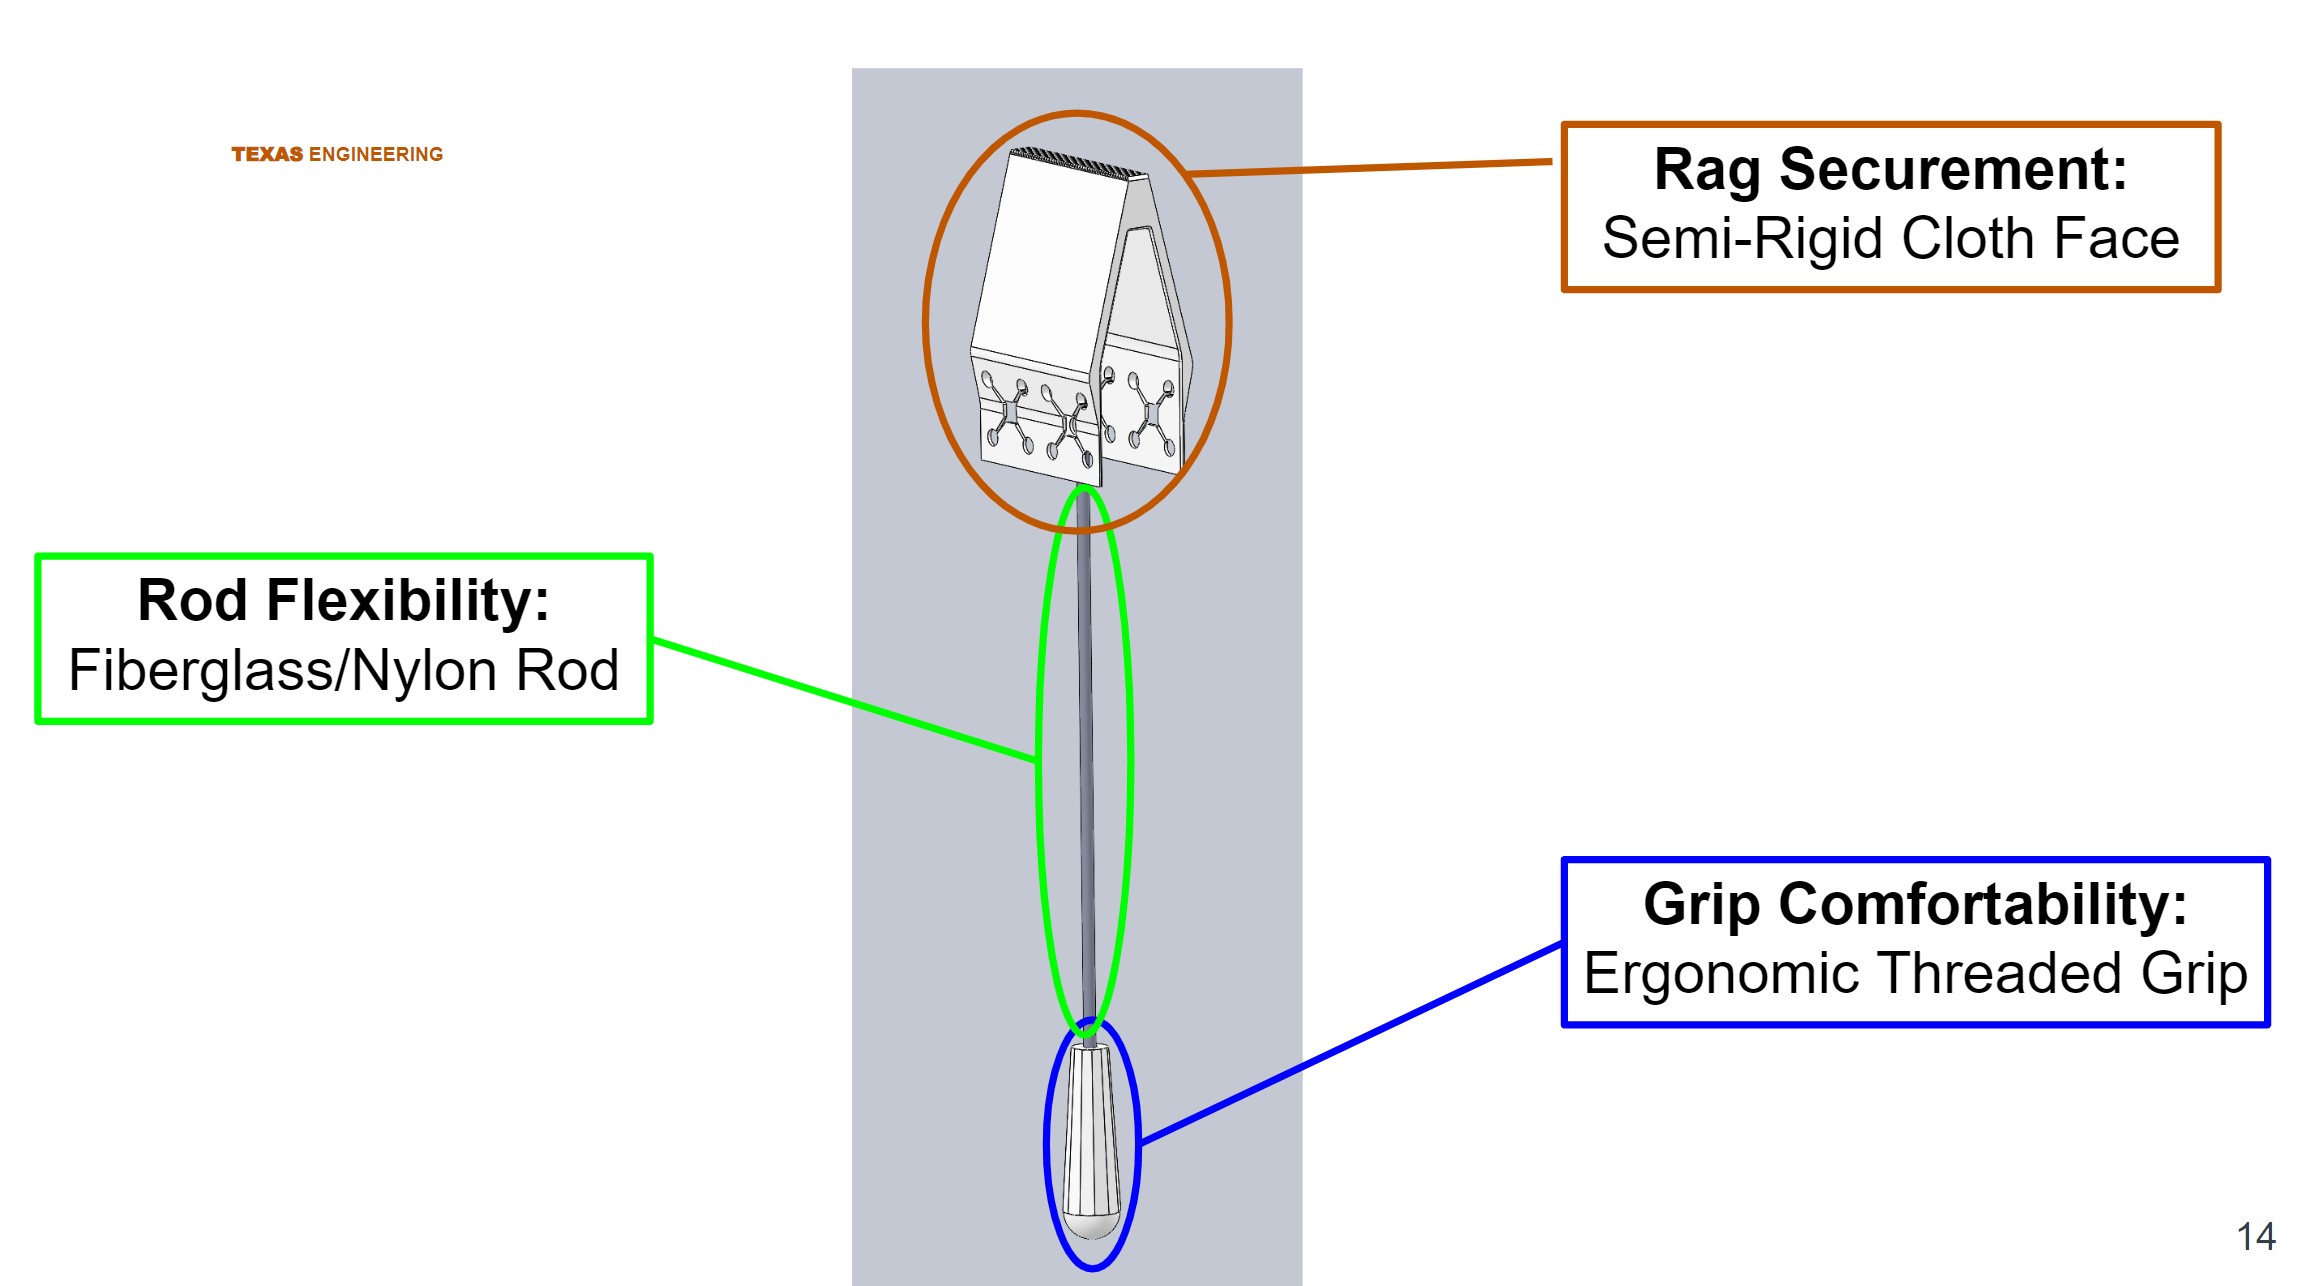 TEXAS ENGINEERING
Rag Securement:
Semi-Rigid Cloth Face
Rod Flexibility:
Fiberglass/Nylon Rod
Grip Comfortability:
Ergonomic Threaded Grip
14